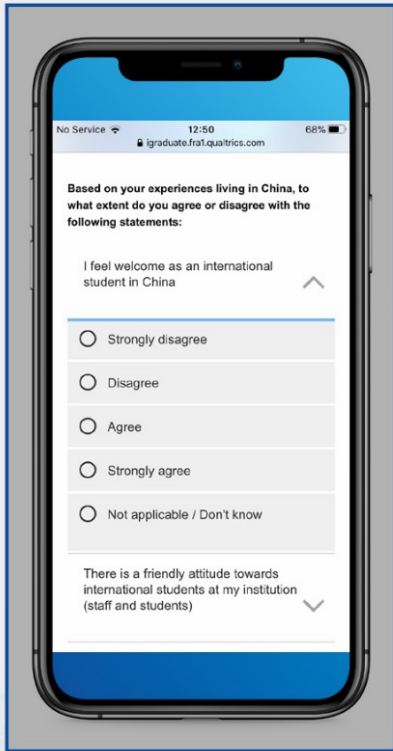 No Service 12:50 68%
igraduate.fra1.qualtrics.com
Based on your experiences living in China, to
what extent do you agree or disagree with the
following statements:
I feel welcome as an international
student in China
Strongly disagree
Disagree
Agree
Strongly agree
Not applicable / Don't know
There is a friendly attitude towards
international students at my institution
(staff and students)